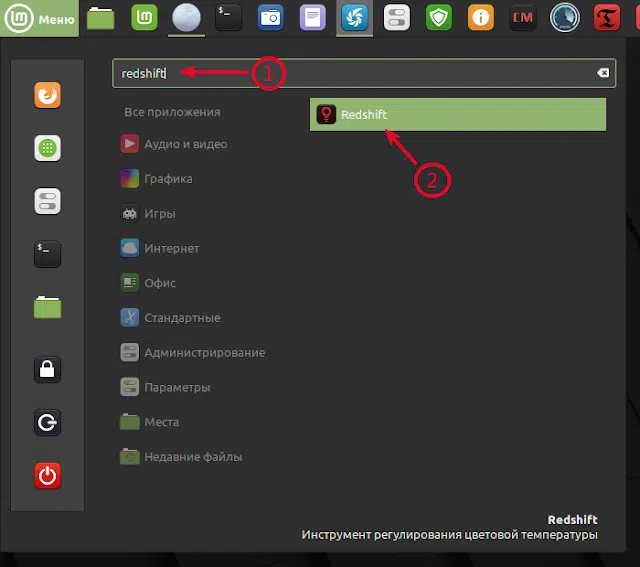 Меню
redshift
1
Все приложения
Redshift
Аудио и видео
2
Графика
Игры
Интернет
Офис
Стандартные
Администрирование
Параметры
Места
Недавние файлы
Redshift
Инструмент регулирования цветовой температуры